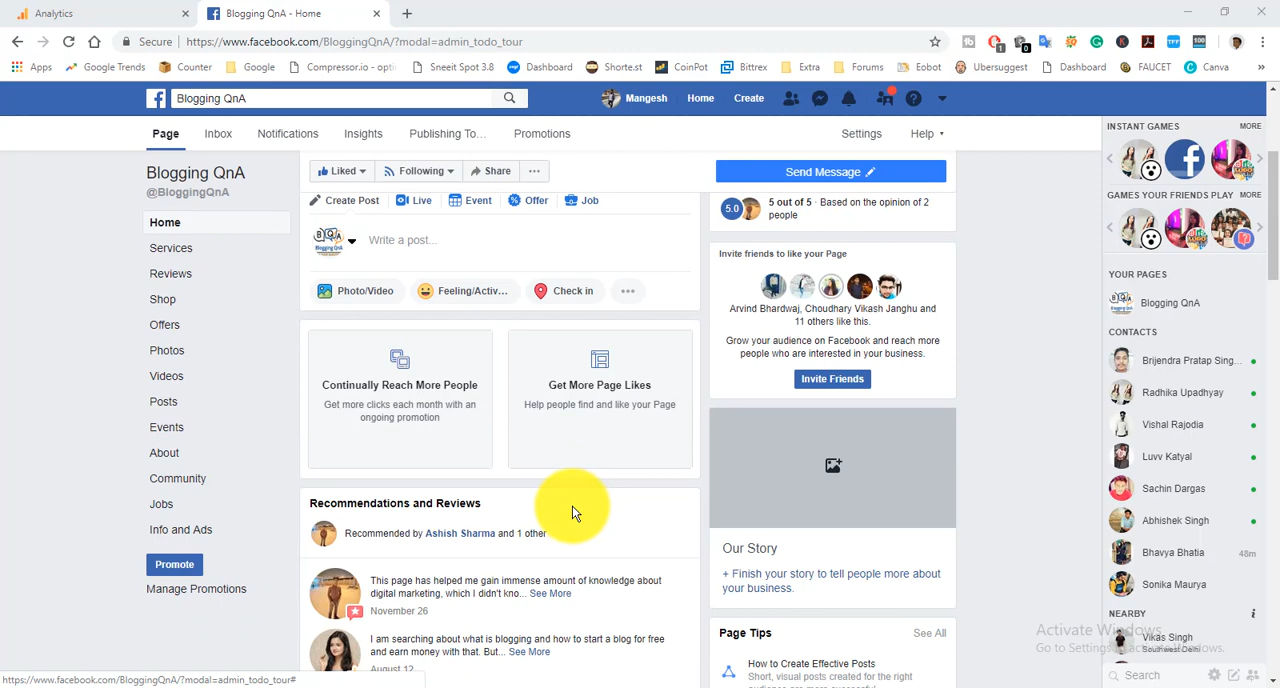 Analytics
Blogging QnA - Home
Secure | https://www.facebook.com/BloggingQnA/?modal=admin_todo_tour
Apps Google Trends Counter Google Compressor.io - opti Sneeit Spot 3.8 Dashboard Shorte.st CoinPot Bittrex Extra Forums Eobot Ubersuggest Dashboard FAUCET Canva »
Blogging QnA
Mangesh Home Create
Page Inbox Notifications Insights Publishing To... Promotions Settings Help
Blogging QnA
@BloggingQnA
Home
Services
Reviews
Shop
Offers
Photos
Videos
Posts
Events
About
Community
Jobs
Info and Ads
Promote
Manage Promotions
Liked Following Share ...
Send Message
Create Post Live Event Offer Job
Write a post...
Photo/Video Feeling/Activ... Check in
Continually Reach More People
Get more clicks each month with an
ongoing promotion
Get More Page Likes
Help people find and like your Page
Recommendations and Reviews
Recommended by Ashish Sharma and 1 other
This page has helped me gain immense amount of knowledge about
digital marketing, which I didn't kno... See More
November 26
I am searching about what is blogging and how to start a blog for free
and earn money with that. But... See More
August 12
5.0
5 out of 5 · Based on the opinion of 2
people
Invite friends to like your Page
Arvind Bhardwaj, Choudhary Vikash Janghu and
11 others like this.
Grow your audience on Facebook and reach more
people who are interested in your business.
Invite Friends
Our Story
+ Finish your story to tell people more about
your business.
Page Tips See All
How to Create Effective Posts
Short, visual posts created for the right
INSTANT GAMES MORE
GAMES YOUR FRIENDS PLAY MORE
YOUR PAGES
Blogging QnA
CONTACTS
Brijendra Pratap Sing...
Radhika Upadhyay
Vishal Rajodia
Luvv Katyal
Sachin Dargas
Abhishek Singh
Bhavya Bhatia 48m
Sonika Maurya
NEARBY
Vikas Singh
Southwest Delhi
Activate Windows
Search
https://www.facebook.com/BloggingQnA/?modal=admin_todo_tour#